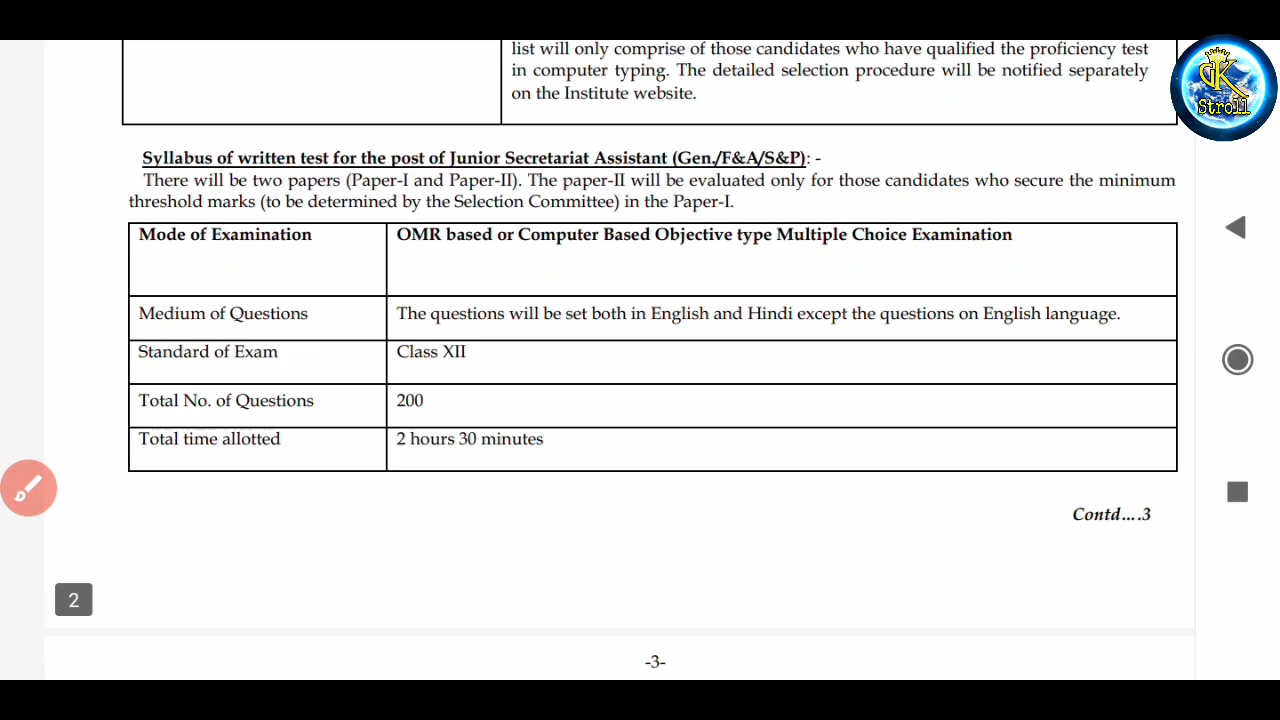 list will only comprise of those candidates who have qualified the proficiency test
in computer typing. The detailed selection procedure will be notified separately
on the Institute website.
GK
Stroll
Syllabus of written test for the post of Junior Secretariat Assistant (Gen./F&A/S&P): -
There will be two papers (Paper-I and Paper-II). The paper-II will be evaluated only for those candidates who secure the minimum
threshold marks (to be determined by the Selection Committee) in the Paper-I.
Mode of Examination OMR based or Computer Based Objective type Multiple Choice Examination
Medium of Questions The questions will be set both in English and Hindi except the questions on English language.
Standard of Exam Class XII
Total No. of Questions 200
Total time allotted 2 hours 30 minutes
Contd....3
2
-3-